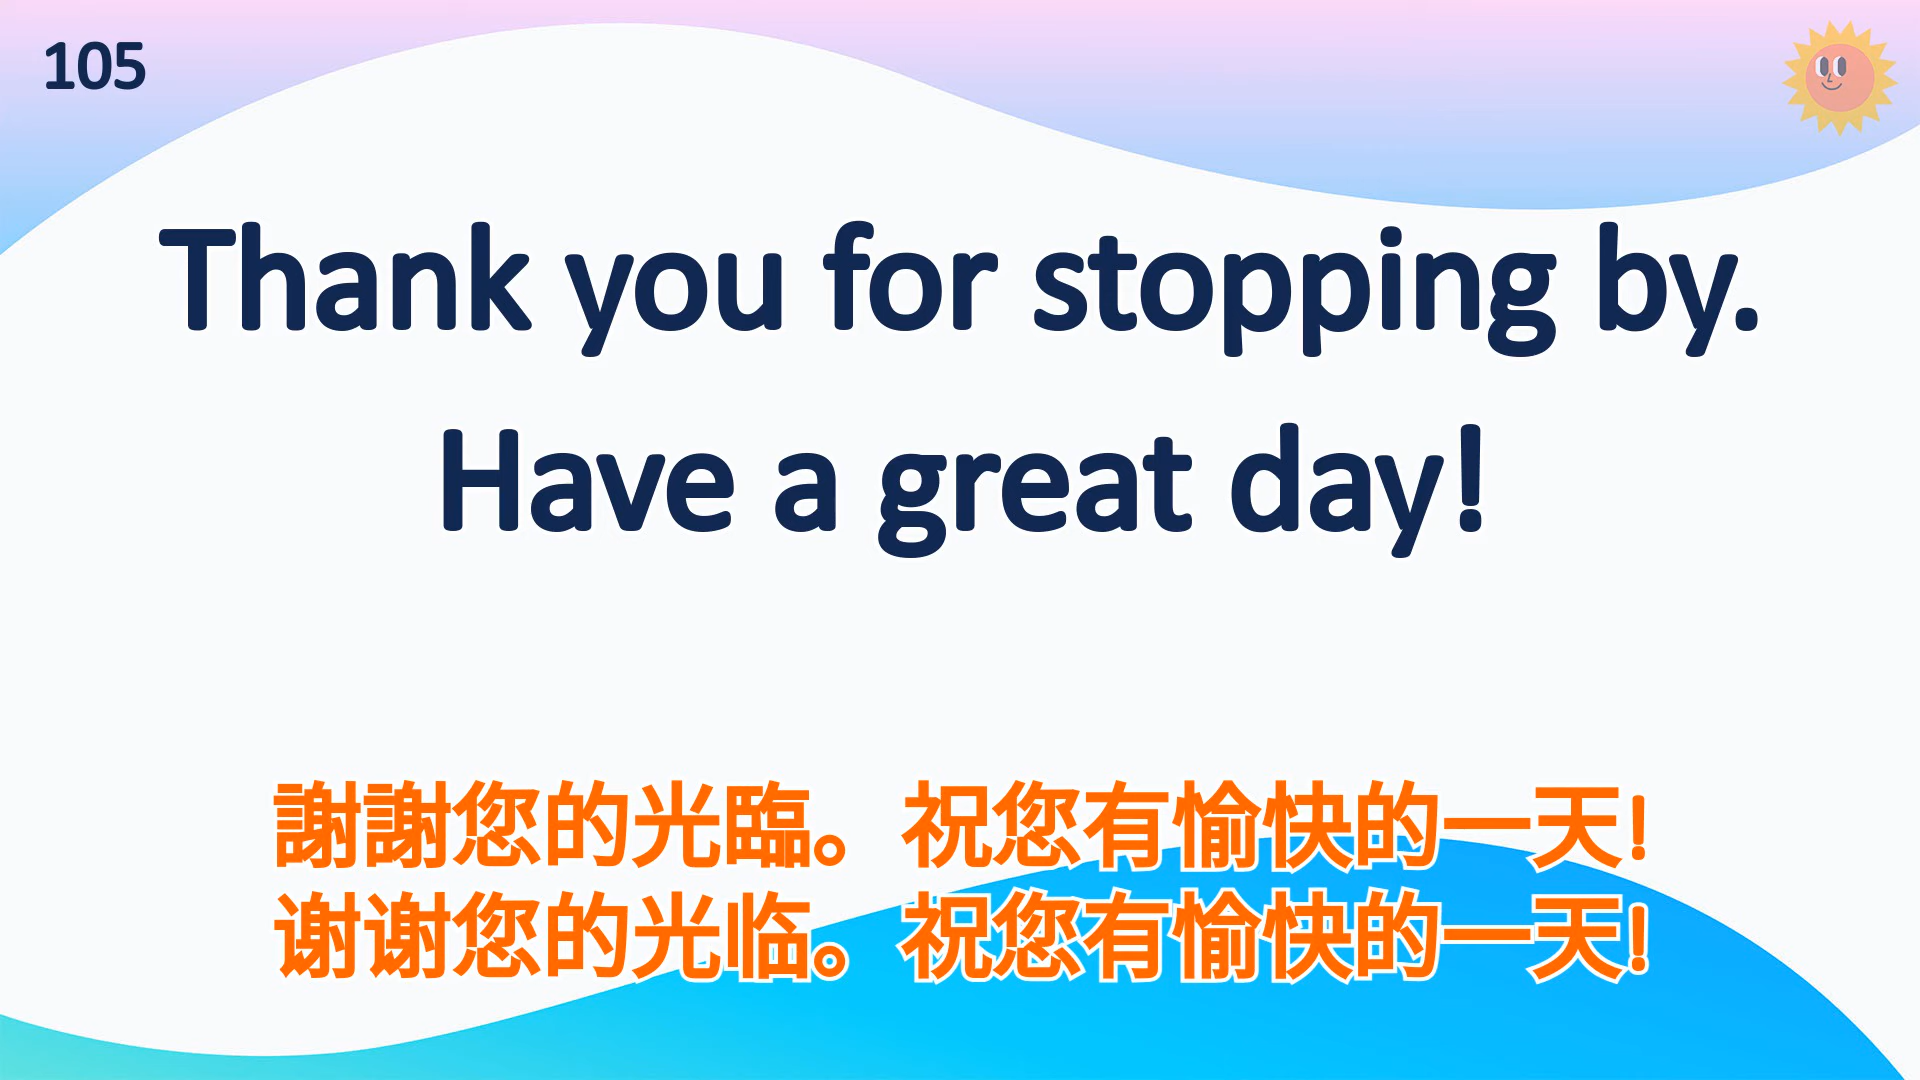 105
Thank you for stopping by.
Have a great day!
謝謝您的光臨。祝您有愉快的一天!
谢谢您的光临。祝您有愉快的一天!